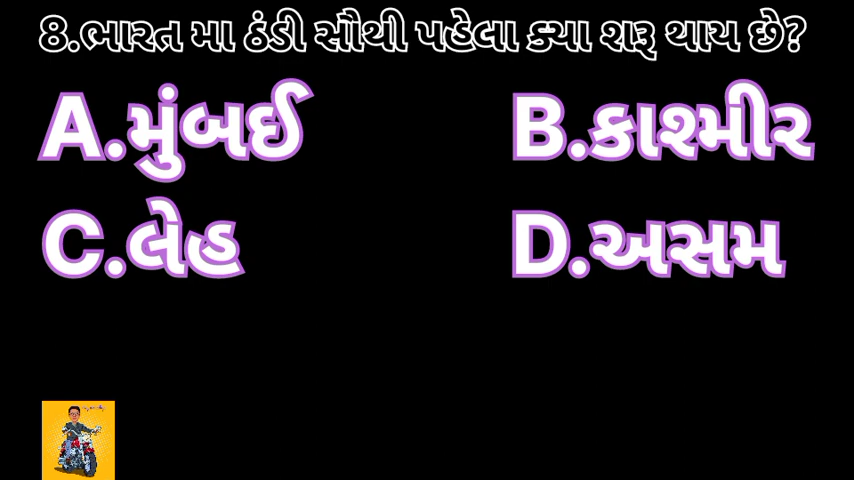 8.ભારત મા ઠંડી સૌથી પહેલા ક્યા શરૂ થાય છે?
A.મુંબઈ B.કાશ્મીર
C.લેહ D.અસમ